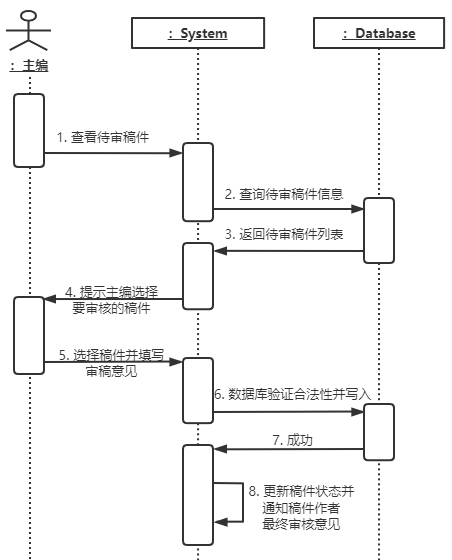 : System
: Database
: 主编
1. 查看待审稿件
2. 查询待审稿件信息
3. 返回待审稿件列表
4. 提示主编选择
要审核的稿件
5. 选择稿件并填写
审稿意见
6. 数据库验证合法性并写入
7. 成功
8. 更新稿件状态并
通知稿件作者
最终审核意见